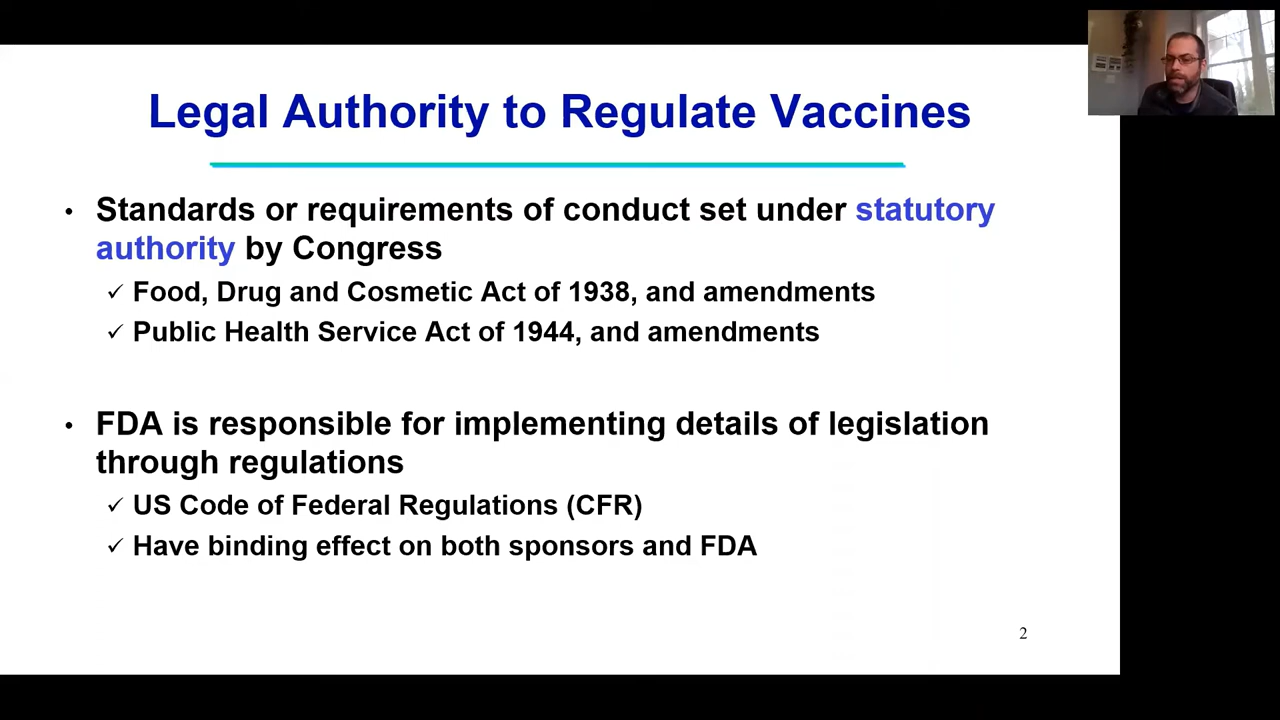 Legal Authority to Regulate Vaccines
• Standards or requirements of conduct set under statutory
authority by Congress
✓ Food, Drug and Cosmetic Act of 1938, and amendments
✓ Public Health Service Act of 1944, and amendments
• FDA is responsible for implementing details of legislation
through regulations
✓ US Code of Federal Regulations (CFR)
✓ Have binding effect on both sponsors and FDA
2